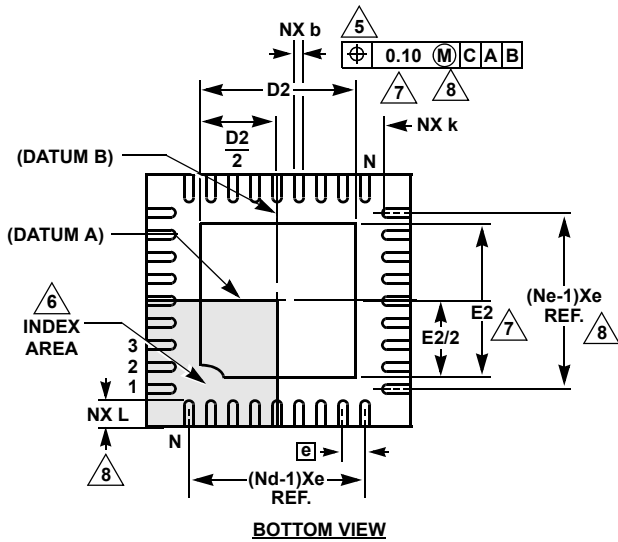 5
NX b
⌖ 0.10 Ⓜ C A B
D2
7
8
D2
2
NX k
(DATUM B)
N
(DATUM A)
6
INDEX
AREA
(Ne-1)Xe
REF.
8
E2
7
E2/2
3
2
1
NX L
N
8
e
(Nd-1)Xe
REF.
BOTTOM VIEW